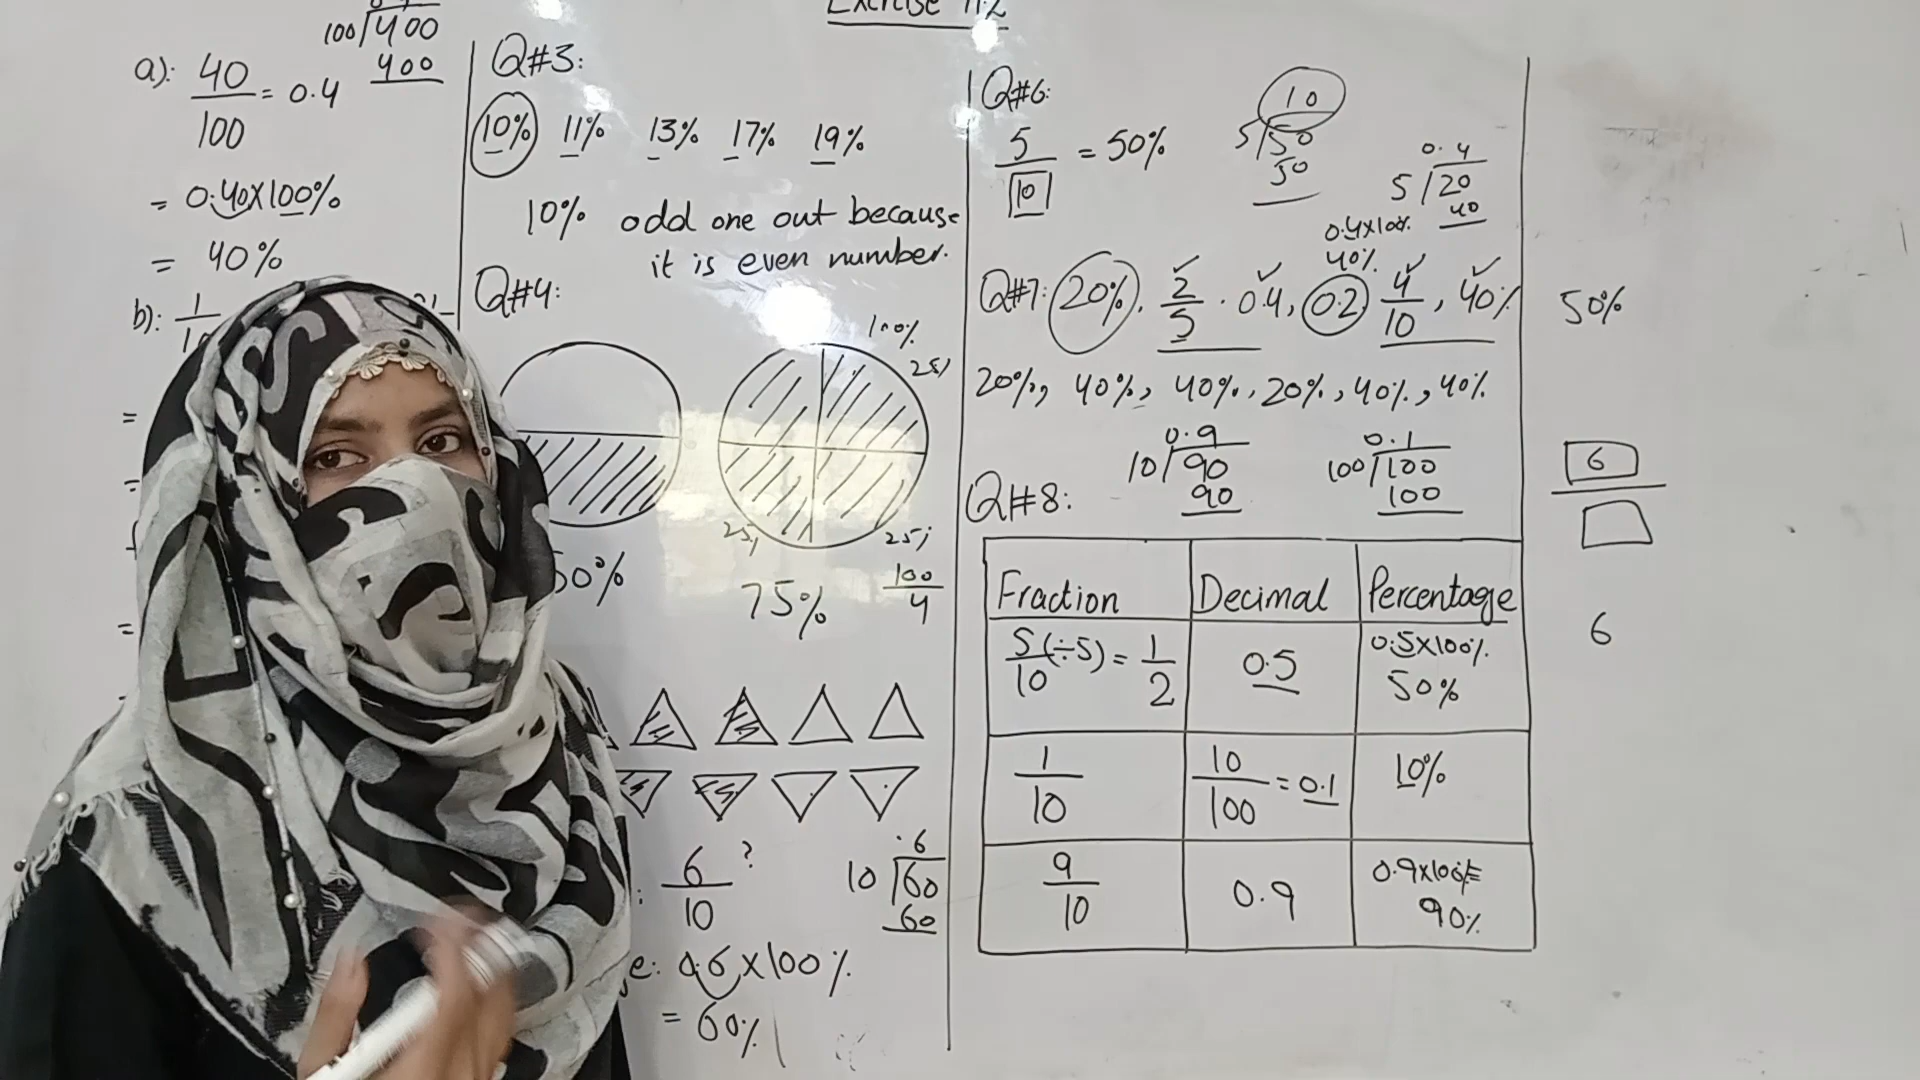 Exercise 11.2
100 400
400
a): 40/100 = 0.4
= 0.40x100%
= 40%
b): 1
=
=
=
Q#3:
10% 11% 13% 17% 19%
10% odd one out because
it is even number.
Q#4:
100%
25%
25%
25%
50%
75%
100/4
6/10 ?
.6
10 60
60
e: 0.6x100%
= 60%
Q#6:
5/10 = 50%
10
5 50
50
0.4
5 20
40
0.4x100%
40%
Q#7: 20%, 2/5 . 0.4, 0.2 4/10, 40%
20%, 40%, 40%, 20%, 40%, 40%
0.9
10 90
90
0.1
100 100
100
Q#8:
Fraction Decimal Percentage
5/10 (÷5) = 1/2 0.5 0.5x100%
50%
1/10 10/100 = 0.1 10%
9/10 0.9 0.9x100%=
90%
50%
6
6